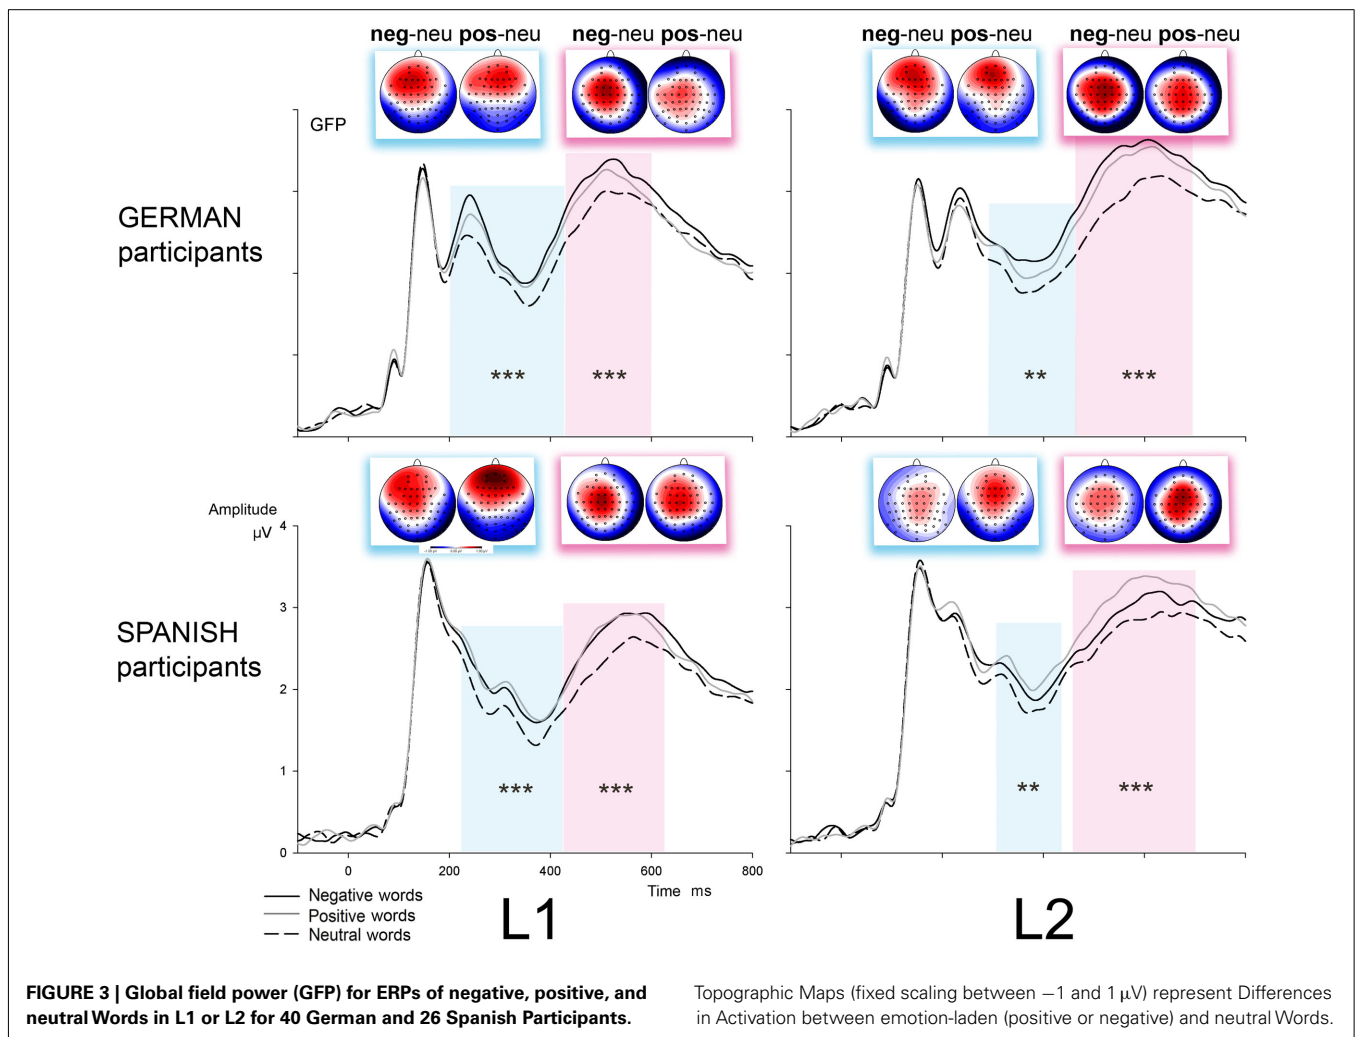 neg-neu pos-neu
neg-neu pos-neu
neg-neu pos-neu
neg-neu pos-neu
GFP
GERMAN
participants
***
***
**
***
Amplitude
µV
4
3
2
1
0
SPANISH
participants
***
***
**
***
0
200
400
600
800
Time ms
Negative words
Positive words
Neutral words
L1
L2
FIGURE 3 | Global field power (GFP) for ERPs of negative, positive, and
neutral Words in L1 or L2 for 40 German and 26 Spanish Participants.
Topographic Maps (fixed scaling between −1 and 1 µV) represent Differences
in Activation between emotion-laden (positive or negative) and neutral Words.